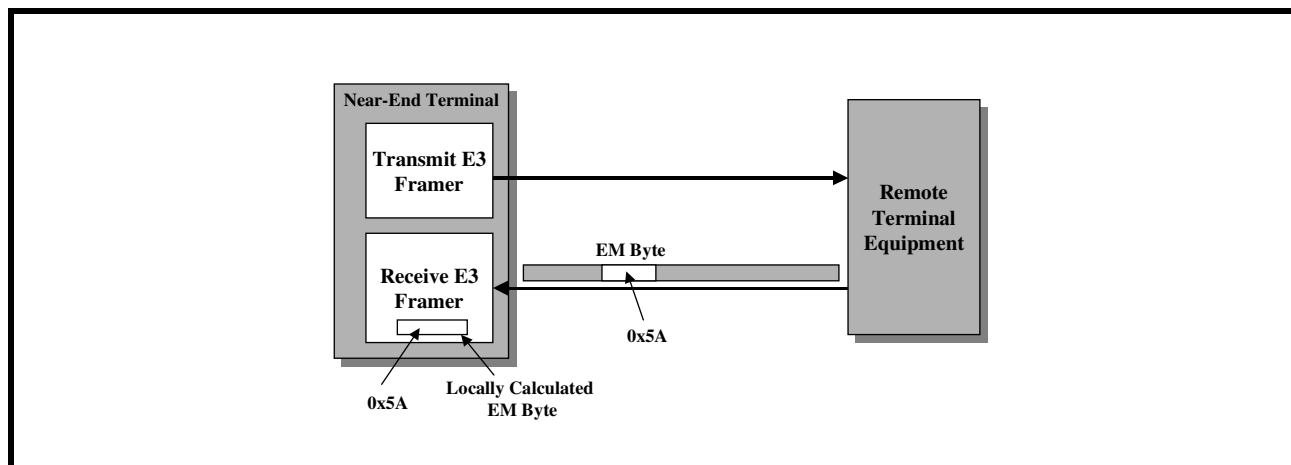 Near-End Terminal
Transmit E3
Framer
Remote
Terminal
Equipment
EM Byte
Receive E3
Framer
0x5A
0x5A
Locally Calculated
EM Byte